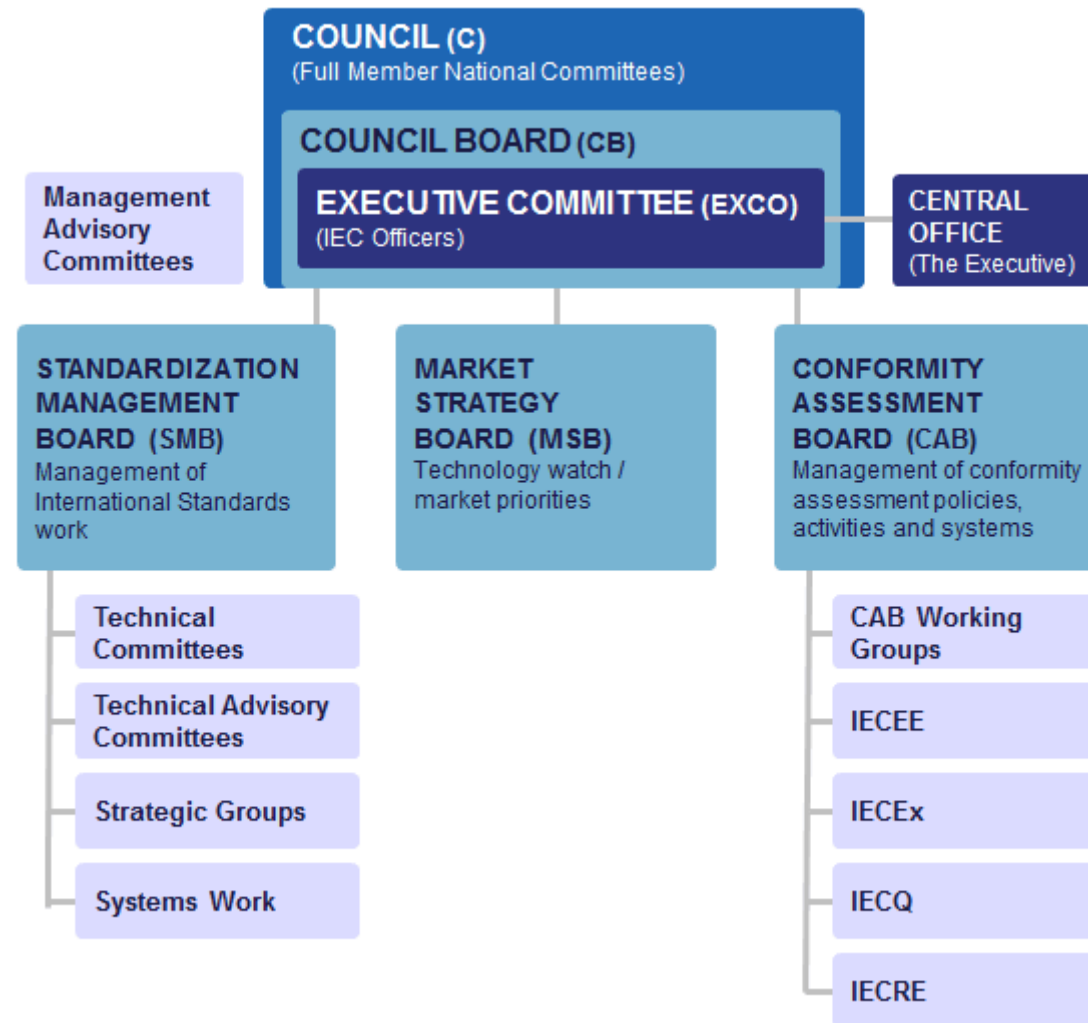 COUNCIL (C)
(Full Member National Committees)
COUNCIL BOARD (CB)
EXECUTIVE COMMITTEE (EXCO)
(IEC Officers)
Management
Advisory
Committees
CENTRAL
OFFICE
(The Executive)
STANDARDIZATION
MANAGEMENT
BOARD (SMB)
Management of
International Standards
work
MARKET
STRATEGY
BOARD (MSB)
Technology watch /
market priorities
CONFORMITY
ASSESSMENT
BOARD (CAB)
Management of conformity
assessment policies,
activities and systems
Technical
Committees
Technical Advisory
Committees
Strategic Groups
Systems Work
CAB Working
Groups
IECEE
IECEx
IECQ
IECRE